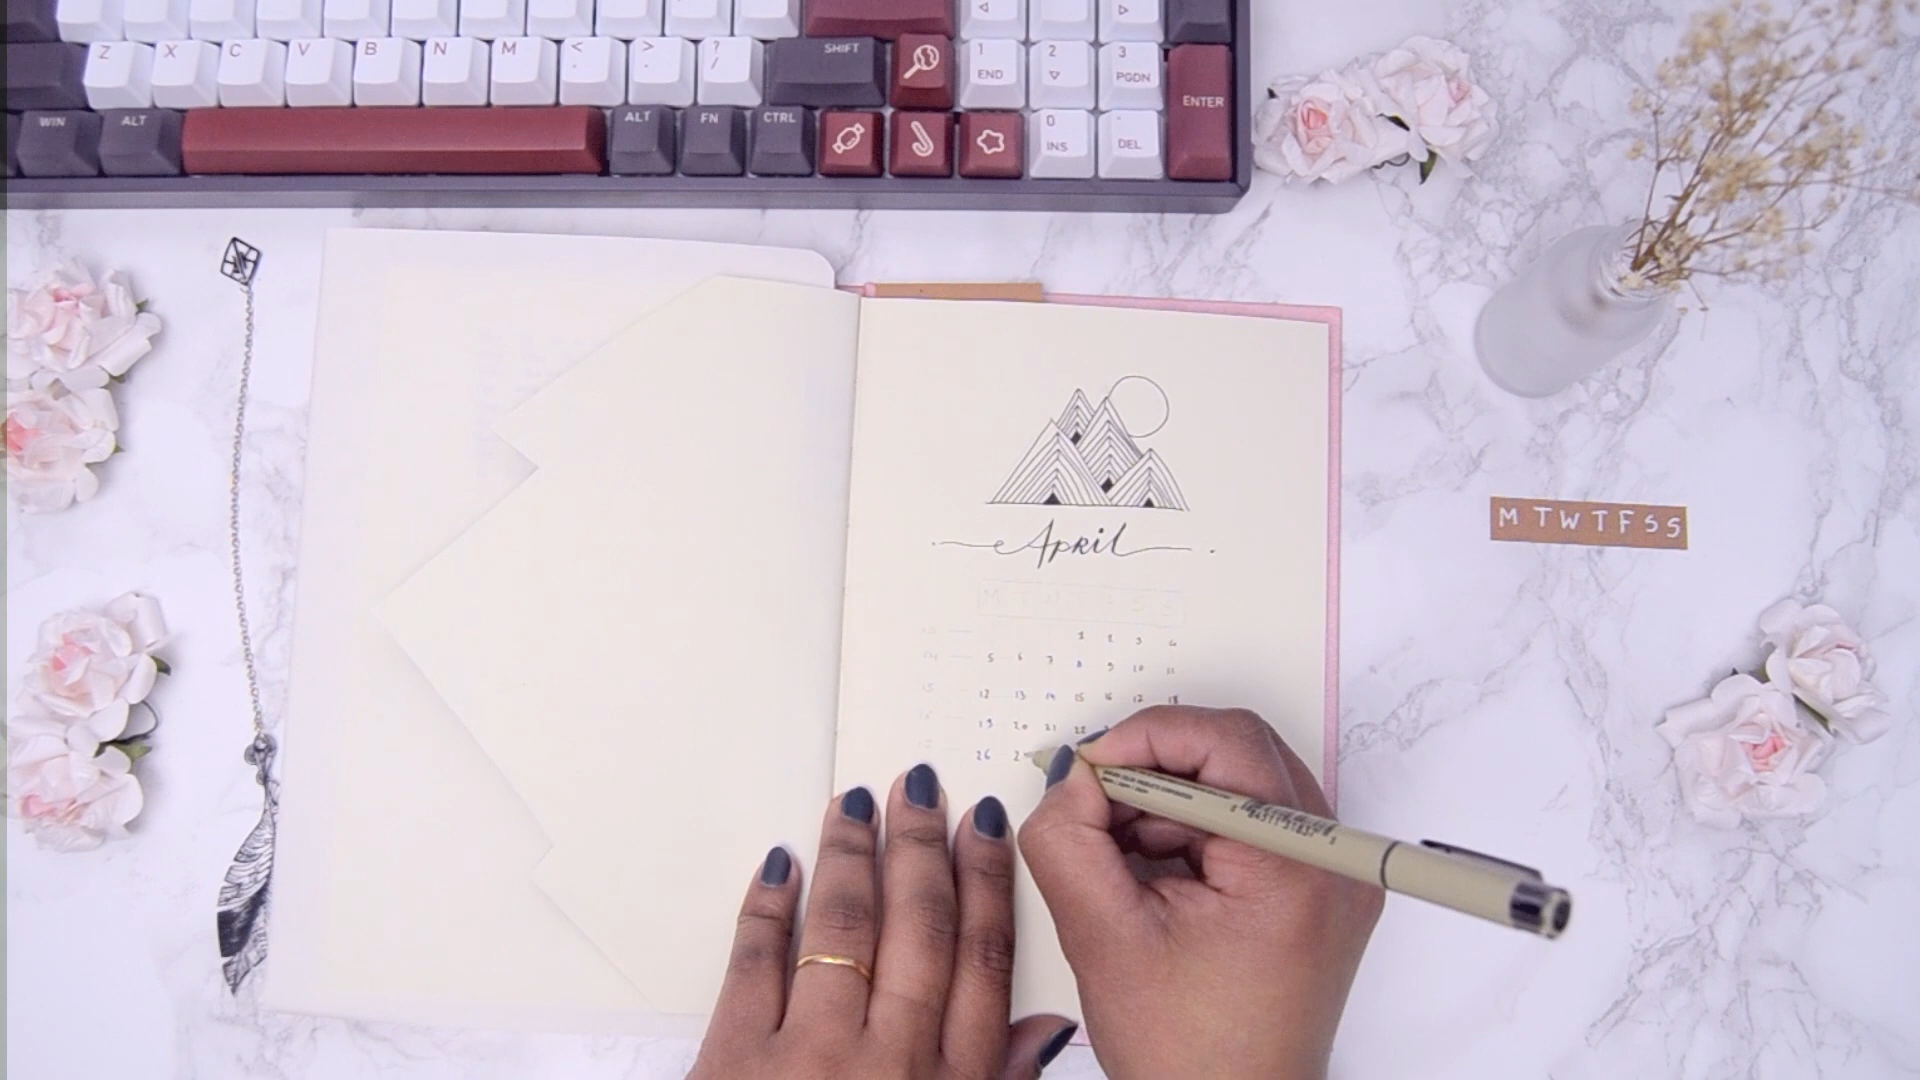 Z X C V B N M < , > . ? / SHIFT 1 END 2 3 PGDN ENTER
WIN ALT ALT FN CTRL 0 INS . DEL
M T W T F S S
April
M T W T F S S
1 2 3 4
5 6 7 8 9 10 11
12 13 14 15 16 17 18
19 20 21 22
26 2